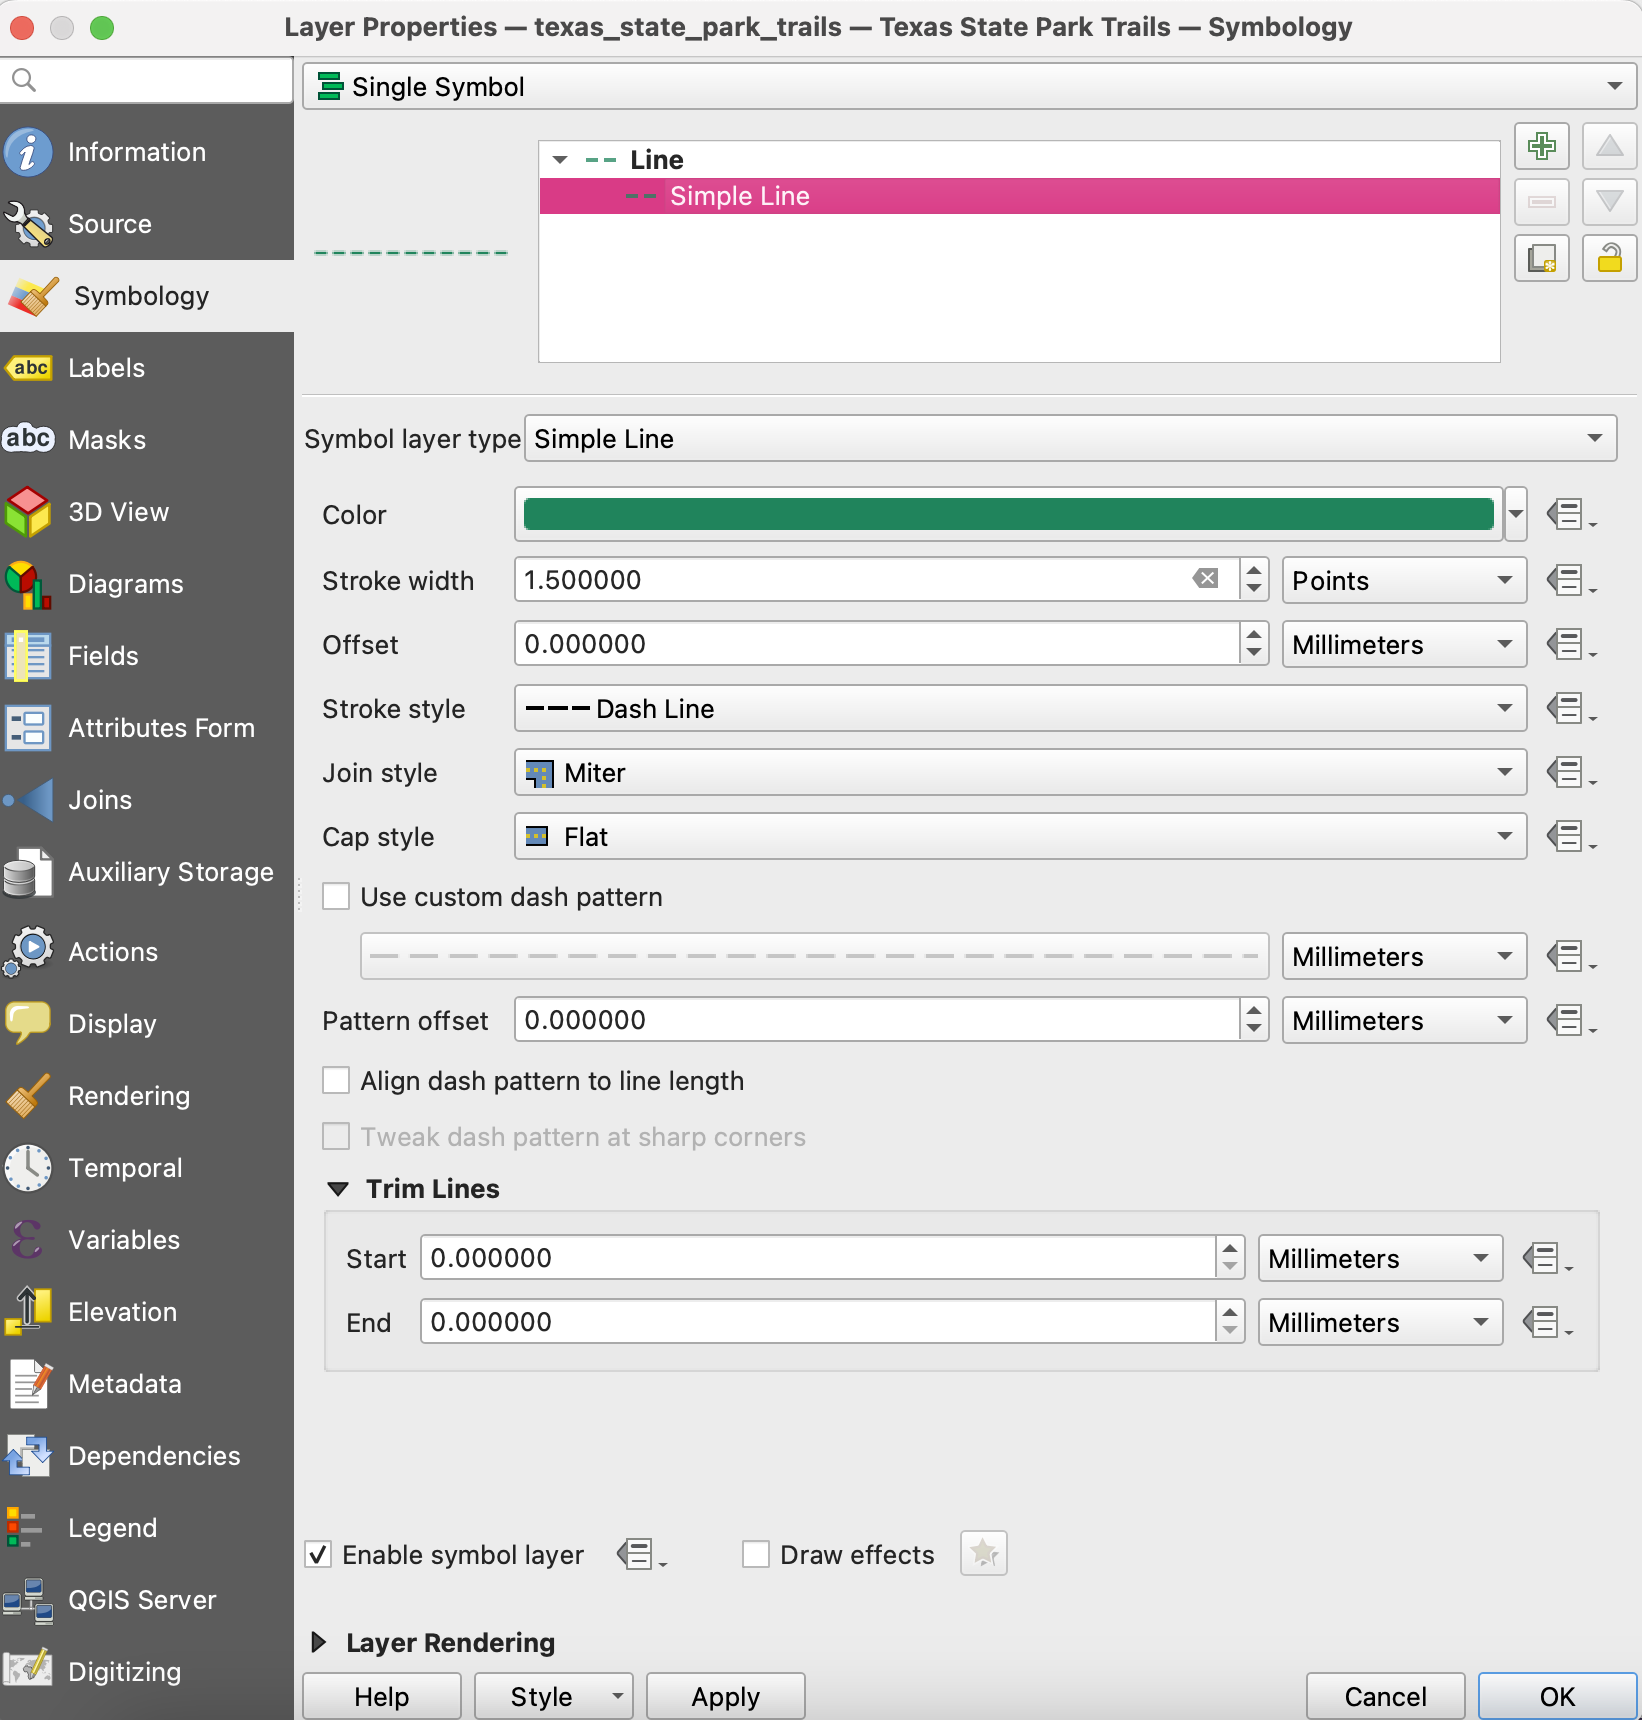 Layer Properties — texas_state_park_trails — Texas State Park Trails — Symbology
Single Symbol
Information
Source
Symbology
Labels
Masks
3D View
Diagrams
Fields
Attributes Form
Joins
Auxiliary Storage
Actions
Display
Rendering
Temporal
Variables
Elevation
Metadata
Dependencies
Legend
QGIS Server
Digitizing
abc
abc
Line
Simple Line
Symbol layer type Simple Line
Color
Stroke width 1.500000 Points
Offset 0.000000 Millimeters
Stroke style Dash Line
Join style Miter
Cap style Flat
Use custom dash pattern
Millimeters
Pattern offset 0.000000 Millimeters
Align dash pattern to line length
Tweak dash pattern at sharp corners
Trim Lines
Start 0.000000 Millimeters
End 0.000000 Millimeters
Enable symbol layer Draw effects
Layer Rendering
Help Style Apply Cancel OK